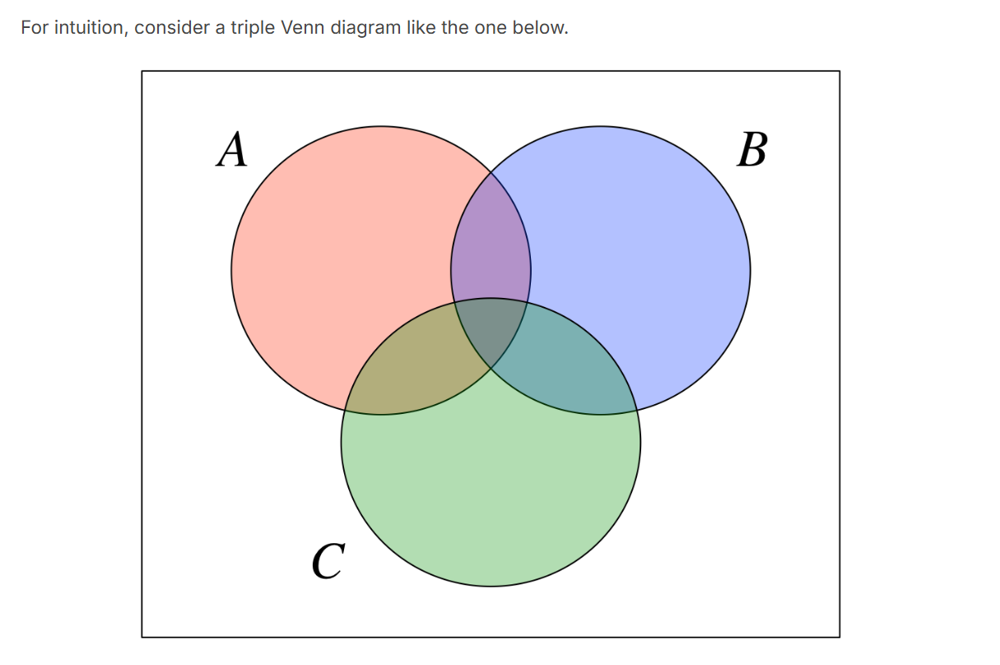 For intuition, consider a triple Venn diagram like the one below.
A
B
C